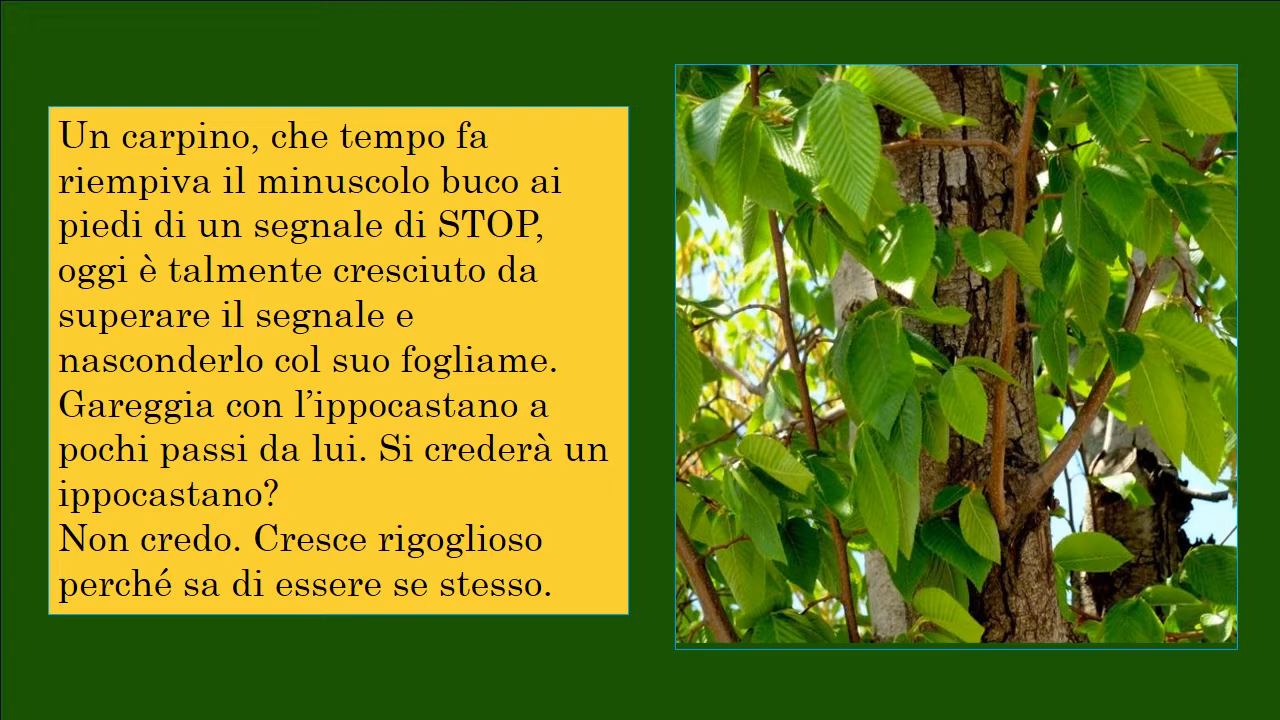 Un carpino, che tempo fa
riempiva il minuscolo buco ai
piedi di un segnale di STOP,
oggi è talmente cresciuto da
superare il segnale e
nasconderlo col suo fogliame.
Gareggia con l’ippocastano a
pochi passi da lui. Si crederà un
ippocastano?
Non credo. Cresce rigoglioso
perché sa di essere se stesso.